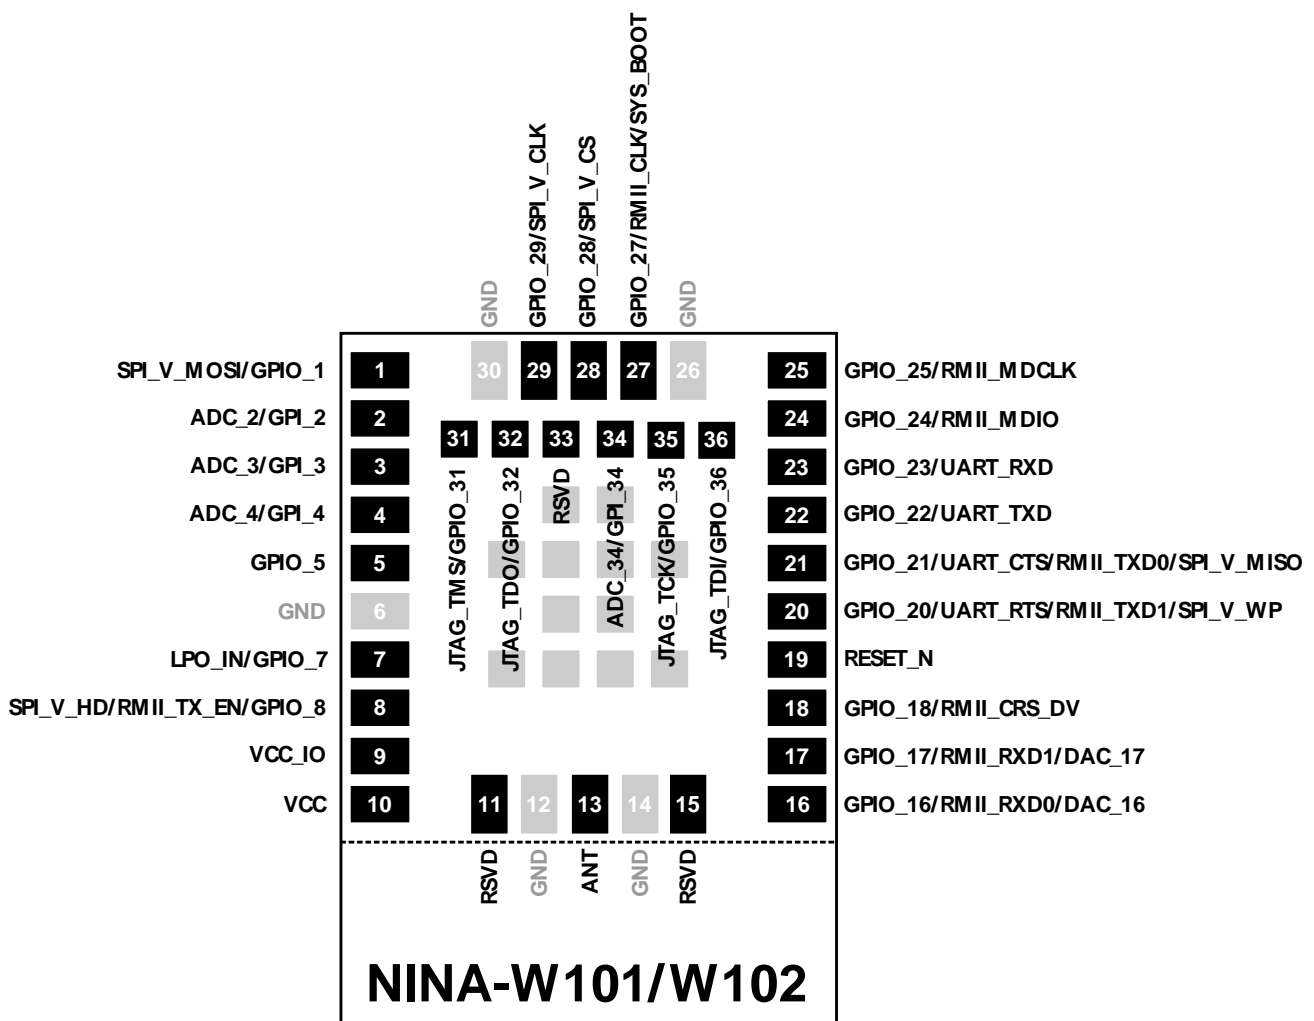 GND
GPIO_29/SPI_V_CLK
GPIO_28/SPI_V_CS
GPIO_27/RMII_CLK/SYS_BOOT
GND
30
29
28
27
26
SPI_V_MOSI/GPIO_1 1
ADC_2/GPI_2 2
ADC_3/GPI_3 3
ADC_4/GPI_4 4
GPIO_5 5
GND 6
LPO_IN/GPIO_7 7
SPI_V_HD/RMII_TX_EN/GPIO_8 8
VCC_IO 9
VCC 10
31
32
33
34
35
36
JTAG_TMS/GPIO_31
JTAG_TDO/GPIO_32
RSVD
ADC_34/GPI_34
JTAG_TCK/GPIO_35
JTAG_TDI/GPIO_36
25 GPIO_25/RMII_MDCLK
24 GPIO_24/RMII_MDIO
23 GPIO_23/UART_RXD
22 GPIO_22/UART_TXD
21 GPIO_21/UART_CTS/RMII_TXD0/SPI_V_MISO
20 GPIO_20/UART_RTS/RMII_TXD1/SPI_V_WP
19 RESET_N
18 GPIO_18/RMII_CRS_DV
17 GPIO_17/RMII_RXD1/DAC_17
16 GPIO_16/RMII_RXD0/DAC_16
11
12
13
14
15
RSVD
GND
ANT
GND
RSVD
NINA-W101/W102